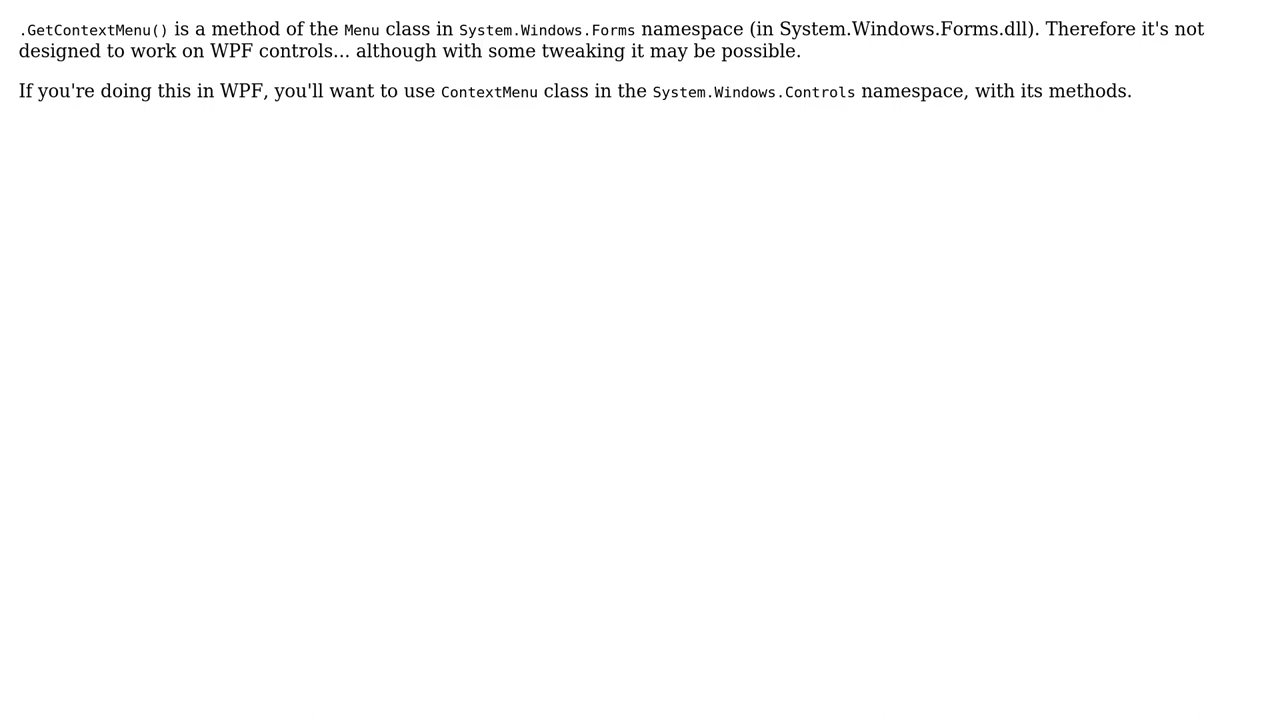 .GetContextMenu() is a method of the Menu class in System.Windows.Forms namespace (in System.Windows.Forms.dll). Therefore it's not
designed to work on WPF controls... although with some tweaking it may be possible.
If you're doing this in WPF, you'll want to use ContextMenu class in the System.Windows.Controls namespace, with its methods.